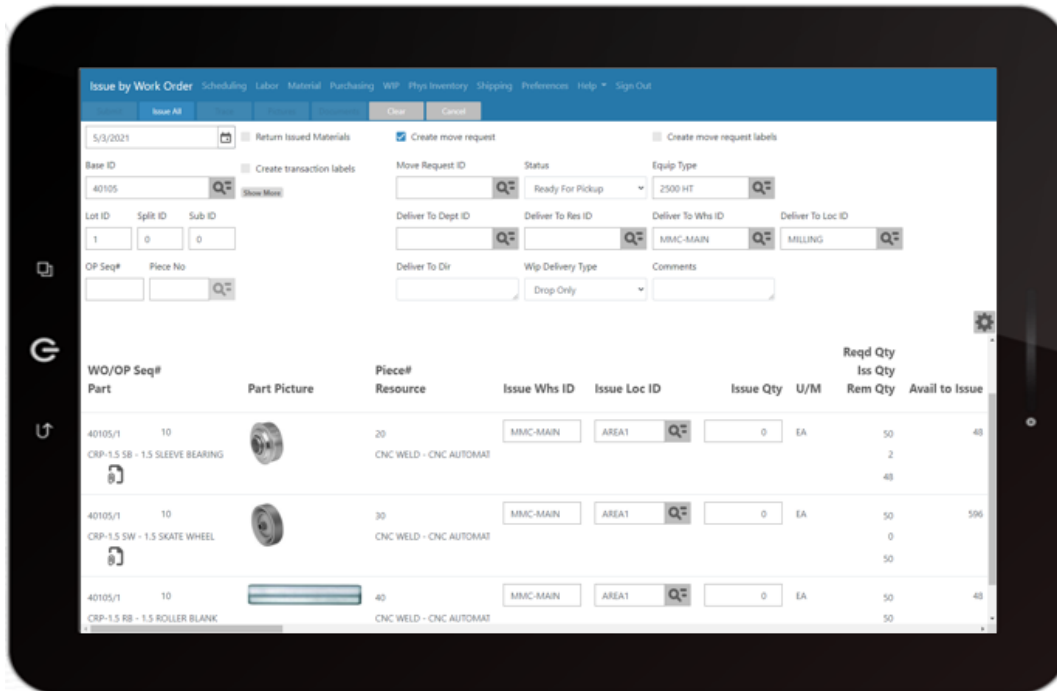 Issue by Work Order Scheduling Labor Material Purchasing WIP Phys Inventory Shipping Preferences Help Sign Out
Issue All Clear Cancel
5/3/2021 Return Issued Materials Create move request Create move request labels
Base ID Create transaction labels Move Request ID Status Equip Type
40105 Show More Ready For Pickup 2500 HT
Lot ID Split ID Sub ID Deliver To Dept ID Deliver To Res ID Deliver To Whs ID Deliver To Loc ID
1 0 0 MMC-MAIN MILLING
OP Seq# Piece No Deliver To Dir Wip Delivery Type Comments
Drop Only
Reqd Qty
WO/OP Seq# Piece# Iss Qty
Part Part Picture Resource Issue Whs ID Issue Loc ID Issue Qty U/M Rem Qty Avail to Issue
40105/1 10 20 MMC-MAIN AREA1 0 EA 50 48
CRP-1.5 SB - 1.5 SLEEVE BEARING CNC WELD - CNC AUTOMAT 2
48
40105/1 10 30 MMC-MAIN AREA1 0 EA 50 596
CRP-1.5 SW - 1.5 SKATE WHEEL CNC WELD - CNC AUTOMAT 0
50
40105/1 10 40 MMC-MAIN AREA1 0 EA 50 48
CRP-1.5 RB - 1.5 ROLLER BLANK CNC WELD - CNC AUTOMAT 50